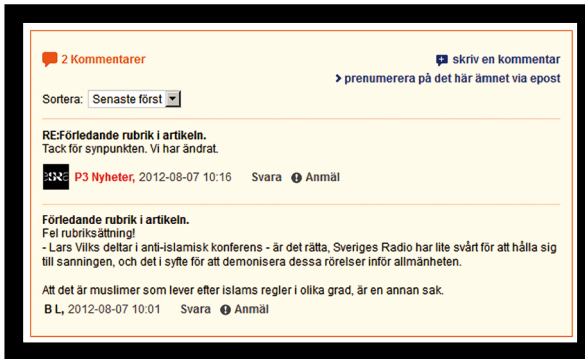 2 Kommentarer
skriv en kommentar
prenumerera på det här ämnet via epost
Sortera: Senaste först
RE:Förledande rubrik i artikeln.
Tack för synpunkten. Vi har ändrat.
P3 Nyheter, 2012-08-07 10:16 Svara Anmäl
Förledande rubrik i artikeln.
Fel rubriksättning!
- Lars Vilks deltar i anti-islamisk konferens - är det rätta, Sveriges Radio har lite svårt för att hålla sig
till sanningen, och det i syfte för att demonisera dessa rörelser inför allmänheten.
Att det är muslimer som lever efter islams regler i olika grad, är en annan sak.
B L, 2012-08-07 10:01 Svara Anmäl